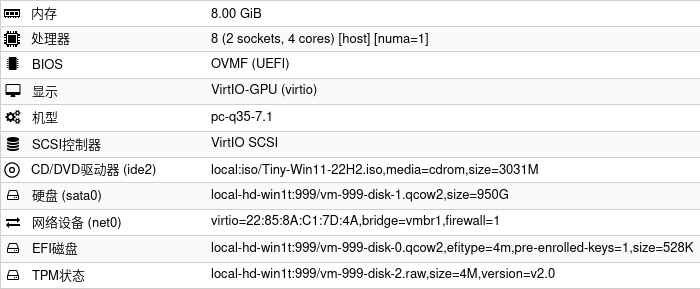 内存 8.00 GiB
处理器 8 (2 sockets, 4 cores) [host] [numa=1]
BIOS OVMF (UEFI)
显示 VirtIO-GPU (virtio)
机型 pc-q35-7.1
SCSI控制器 VirtIO SCSI
CD/DVD驱动器 (ide2) local:iso/Tiny-Win11-22H2.iso,media=cdrom,size=3031M
硬盘 (sata0) local-hd-win1t:999/vm-999-disk-1.qcow2,size=950G
网络设备 (net0) virtio=22:85:8A:C1:7D:4A,bridge=vmbr1,firewall=1
EFI磁盘 local-hd-win1t:999/vm-999-disk-0.qcow2,efitype=4m,pre-enrolled-keys=1,size=528K
TPM状态 local-hd-win1t:999/vm-999-disk-2.raw,size=4M,version=v2.0